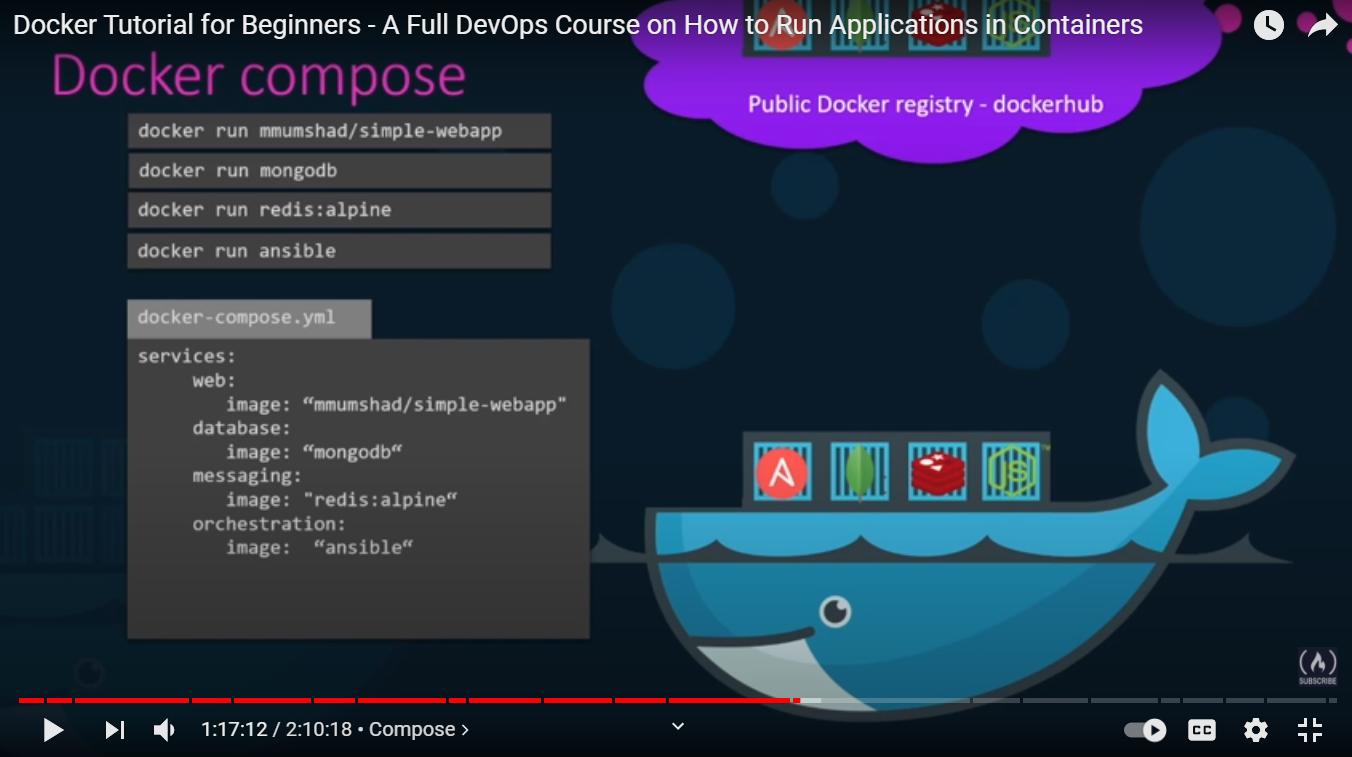 Docker Tutorial for Beginners - A Full DevOps Course on How to Run Applications in Containers
Docker compose
Public Docker registry - dockerhub
docker run mmumshad/simple-webapp
docker run mongodb
docker run redis:alpine
docker run ansible
docker-compose.yml
services:
web:
image: “mmumshad/simple-webapp"
database:
image: “mongodb“
messaging:
image: "redis:alpine“
orchestration:
image: “ansible“
A
JS
TM
SUBSCRIBE
1:17:12 / 2:10:18 • Compose ›
CC